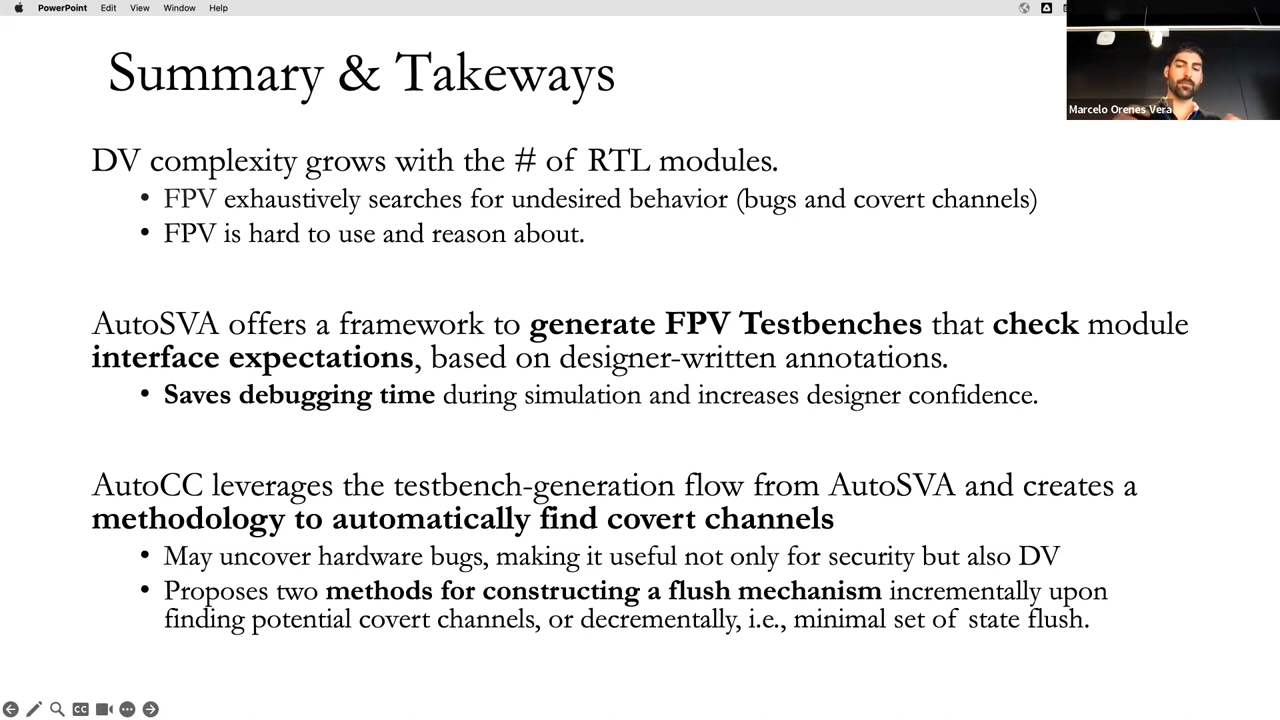 PowerPoint Edit View Window Help
Summary & Takeways
Marcelo Orenes Vera
DV complexity grows with the # of RTL modules.
• FPV exhaustively searches for undesired behavior (bugs and covert channels)
• FPV is hard to use and reason about.
AutoSVA offers a framework to generate FPV Testbenches that check module
interface expectations, based on designer-written annotations.
• Saves debugging time during simulation and increases designer confidence.
AutoCC leverages the testbench-generation flow from AutoSVA and creates a
methodology to automatically find covert channels
• May uncover hardware bugs, making it useful not only for security but also DV
• Proposes two methods for constructing a flush mechanism incrementally upon
finding potential covert channels, or decrementally, i.e., minimal set of state flush.
CC